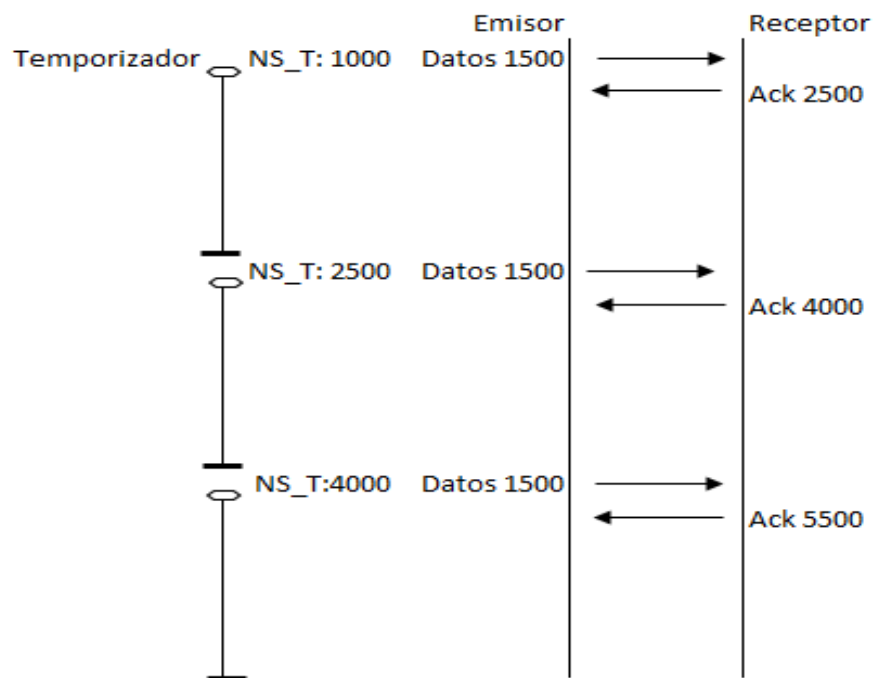 Emisor Receptor
Temporizador NS_T: 1000 Datos 1500
Ack 2500
NS_T: 2500 Datos 1500
Ack 4000
NS_T:4000 Datos 1500
Ack 5500